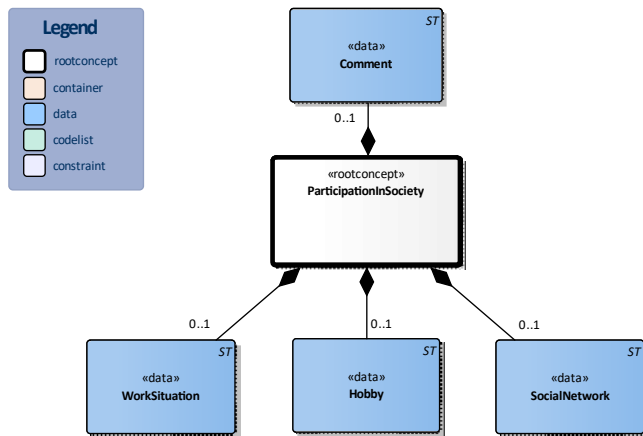 Legend
rootconcept
container
data
codelist
constraint
ST
«data»
Comment
0..1
«rootconcept»
ParticipationInSociety
0..1
0..1
0..1
ST
«data»
WorkSituation
ST
«data»
Hobby
ST
«data»
SocialNetwork